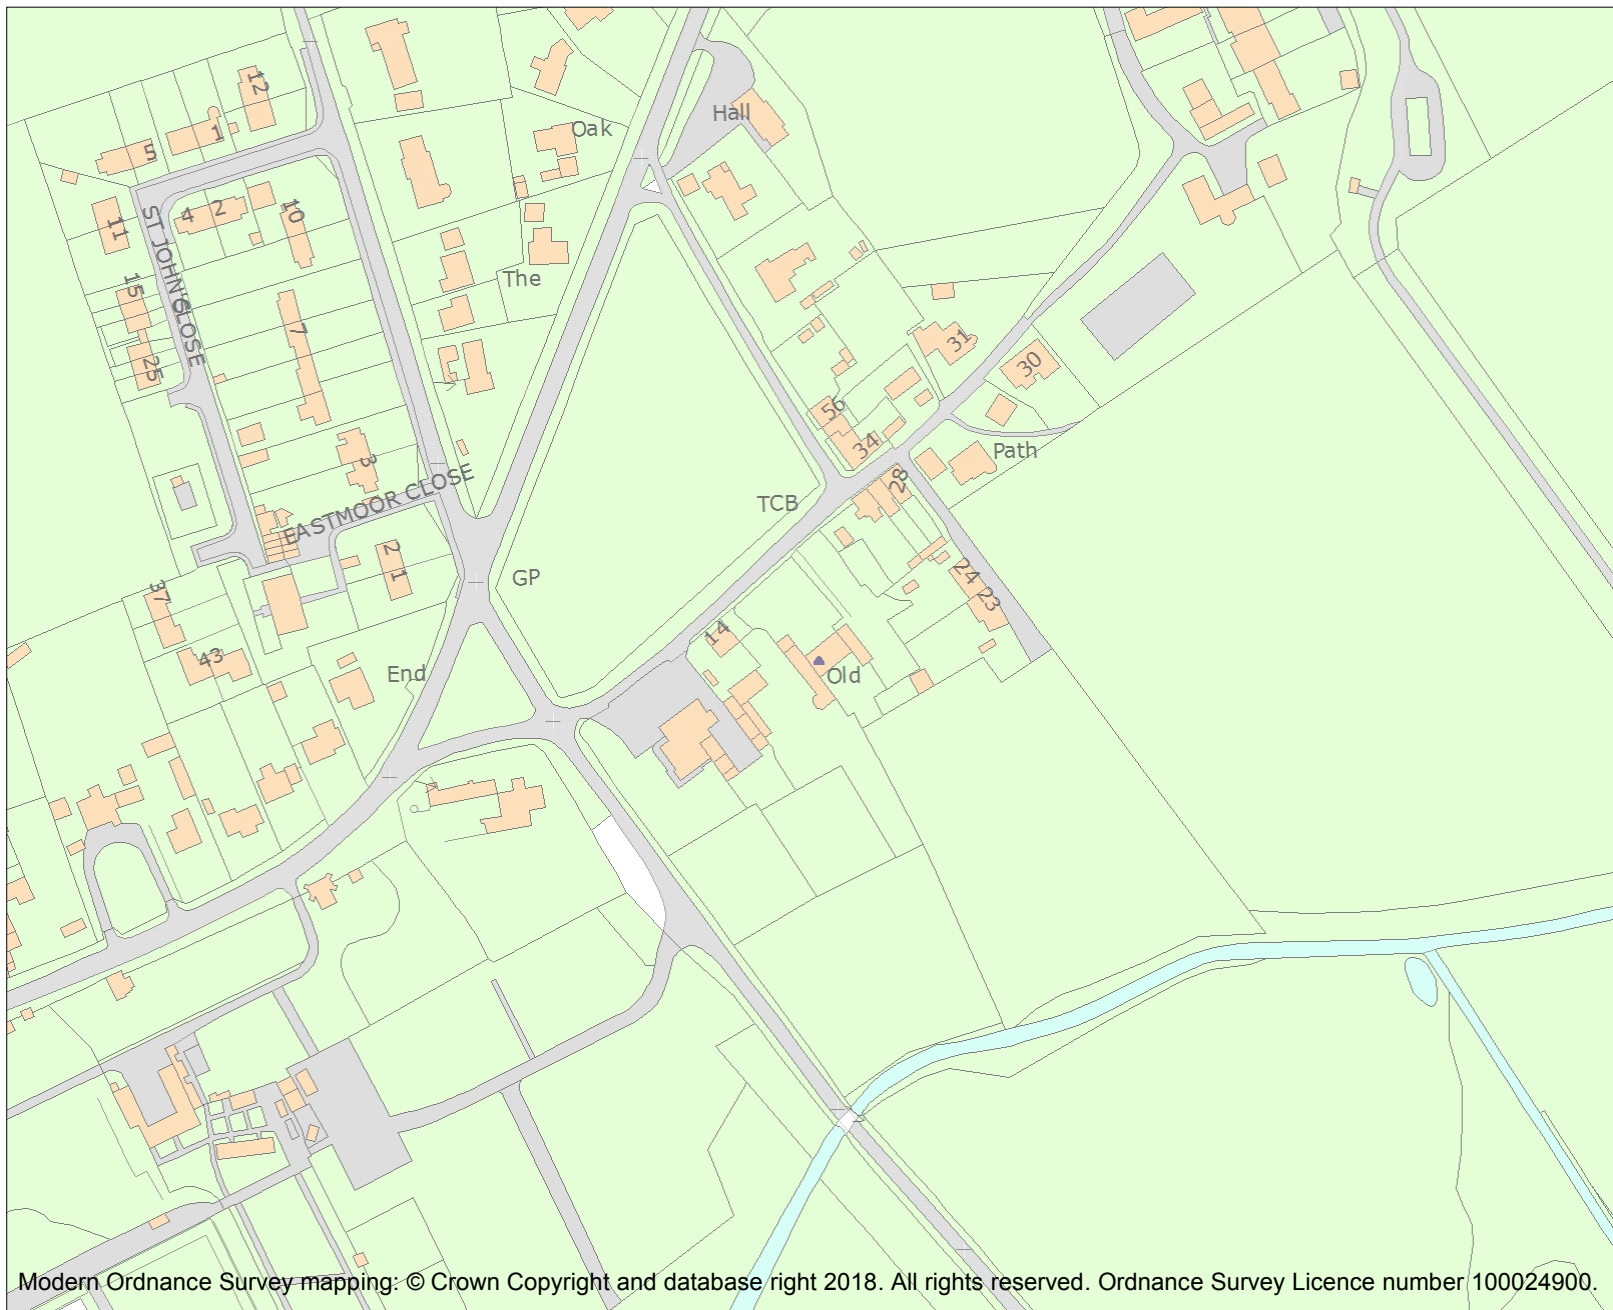 12
Hall
Oak
1
5
4
2
10
11
ST JOHN'S CLOSE
The
15
7
31
25
30
56
34
3
Path
28
EASTMOOR CLOSE
TCB
2
1
GP
24
37
23
14
43
End
Old
Modern Ordnance Survey mapping: © Crown Copyright and database right 2018. All rights reserved. Ordnance Survey Licence number 100024900.